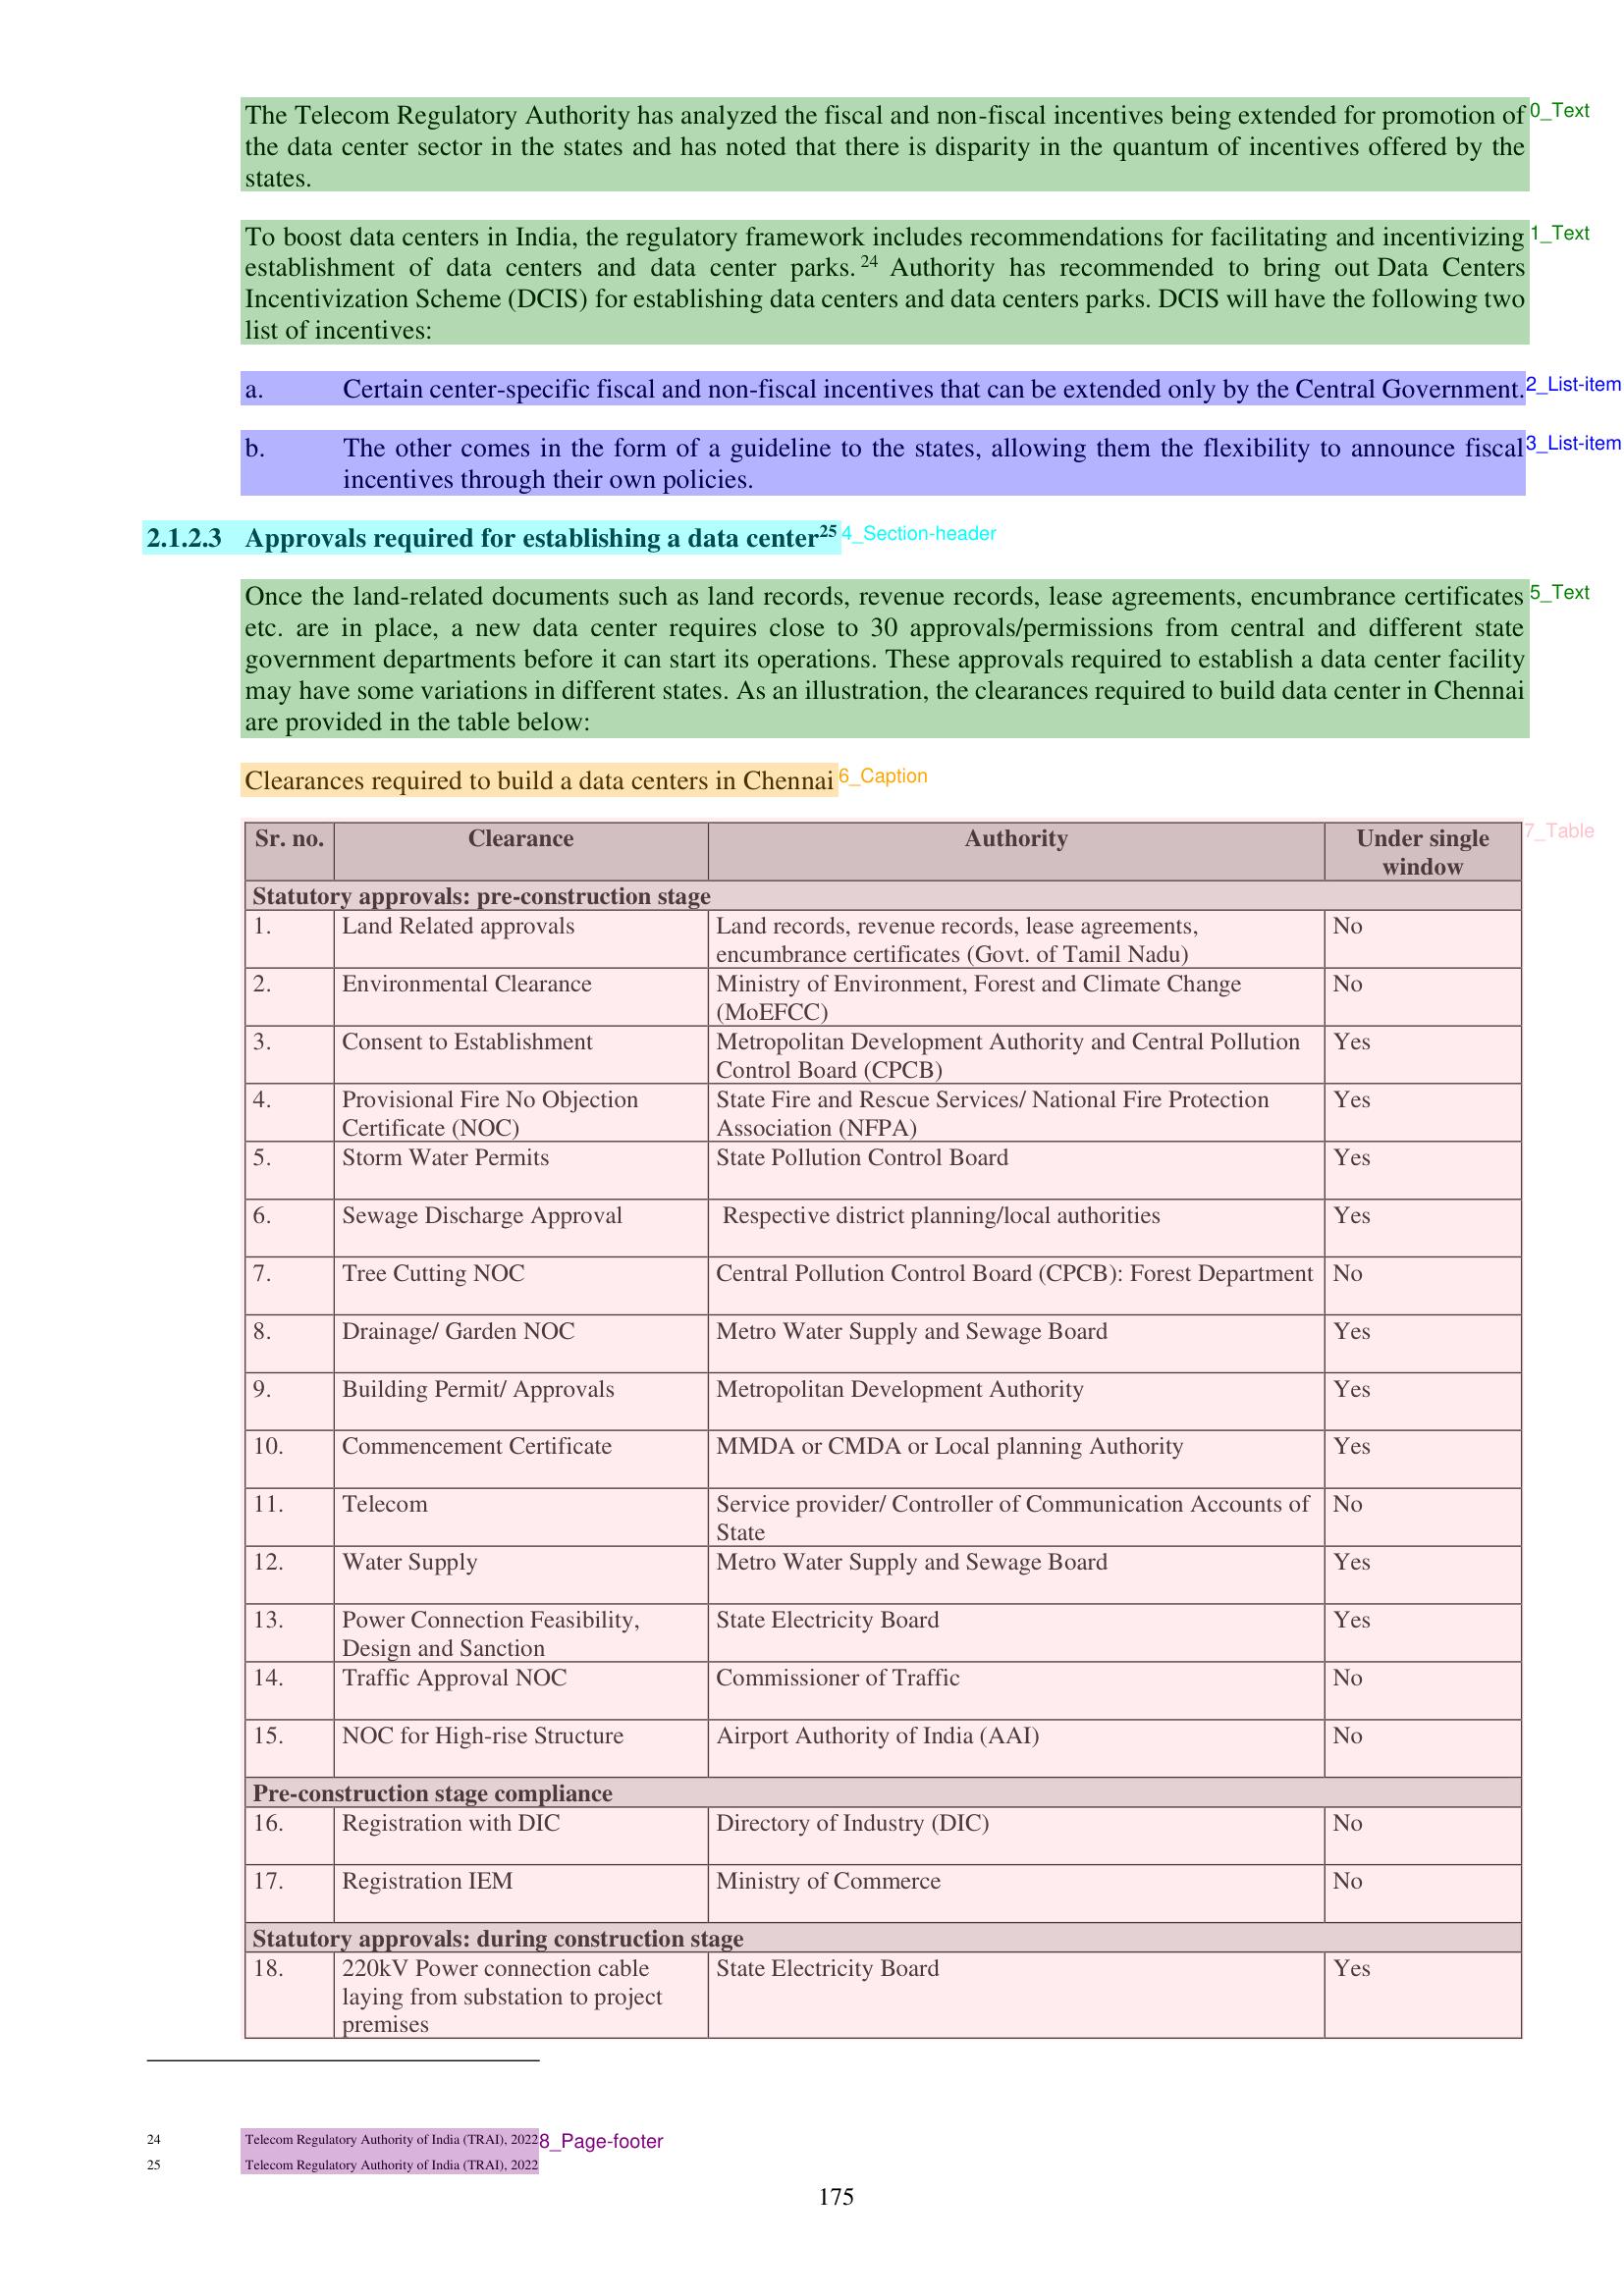 The Telecom Regulatory Authority has analyzed the fiscal and non-fiscal incentives being extended for promotion of
the data center sector in the states and has noted that there is disparity in the quantum of incentives offered by the
states.
0_Text
To boost data centers in India, the regulatory framework includes recommendations for facilitating and incentivizing
establishment of data centers and data center parks. 24 Authority has recommended to bring out Data Centers
Incentivization Scheme (DCIS) for establishing data centers and data centers parks. DCIS will have the following two
list of incentives:
1_Text
a. Certain center-specific fiscal and non-fiscal incentives that can be extended only by the Central Government.
2_List-item
b. The other comes in the form of a guideline to the states, allowing them the flexibility to announce fiscal
incentives through their own policies.
3_List-item
2.1.2.3 Approvals required for establishing a data center25
4_Section-header
Once the land-related documents such as land records, revenue records, lease agreements, encumbrance certificates
etc. are in place, a new data center requires close to 30 approvals/permissions from central and different state
government departments before it can start its operations. These approvals required to establish a data center facility
may have some variations in different states. As an illustration, the clearances required to build data center in Chennai
are provided in the table below:
5_Text
Clearances required to build a data centers in Chennai
6_Caption
7_Table
Sr. no. Clearance Authority Under single
window
Statutory approvals: pre-construction stage
1. Land Related approvals Land records, revenue records, lease agreements, No
encumbrance certificates (Govt. of Tamil Nadu)
2. Environmental Clearance Ministry of Environment, Forest and Climate Change No
(MoEFCC)
3. Consent to Establishment Metropolitan Development Authority and Central Pollution Yes
Control Board (CPCB)
4. Provisional Fire No Objection State Fire and Rescue Services/ National Fire Protection Yes
Certificate (NOC) Association (NFPA)
5. Storm Water Permits State Pollution Control Board Yes
6. Sewage Discharge Approval Respective district planning/local authorities Yes
7. Tree Cutting NOC Central Pollution Control Board (CPCB): Forest Department No
8. Drainage/ Garden NOC Metro Water Supply and Sewage Board Yes
9. Building Permit/ Approvals Metropolitan Development Authority Yes
10. Commencement Certificate MMDA or CMDA or Local planning Authority Yes
11. Telecom Service provider/ Controller of Communication Accounts of No
State
12. Water Supply Metro Water Supply and Sewage Board Yes
13. Power Connection Feasibility, State Electricity Board Yes
Design and Sanction
14. Traffic Approval NOC Commissioner of Traffic No
15. NOC for High-rise Structure Airport Authority of India (AAI) No
Pre-construction stage compliance
16. Registration with DIC Directory of Industry (DIC) No
17. Registration IEM Ministry of Commerce No
Statutory approvals: during construction stage
18. 220kV Power connection cable State Electricity Board Yes
laying from substation to project
premises
24 Telecom Regulatory Authority of India (TRAI), 2022
8_Page-footer
25 Telecom Regulatory Authority of India (TRAI), 2022
175